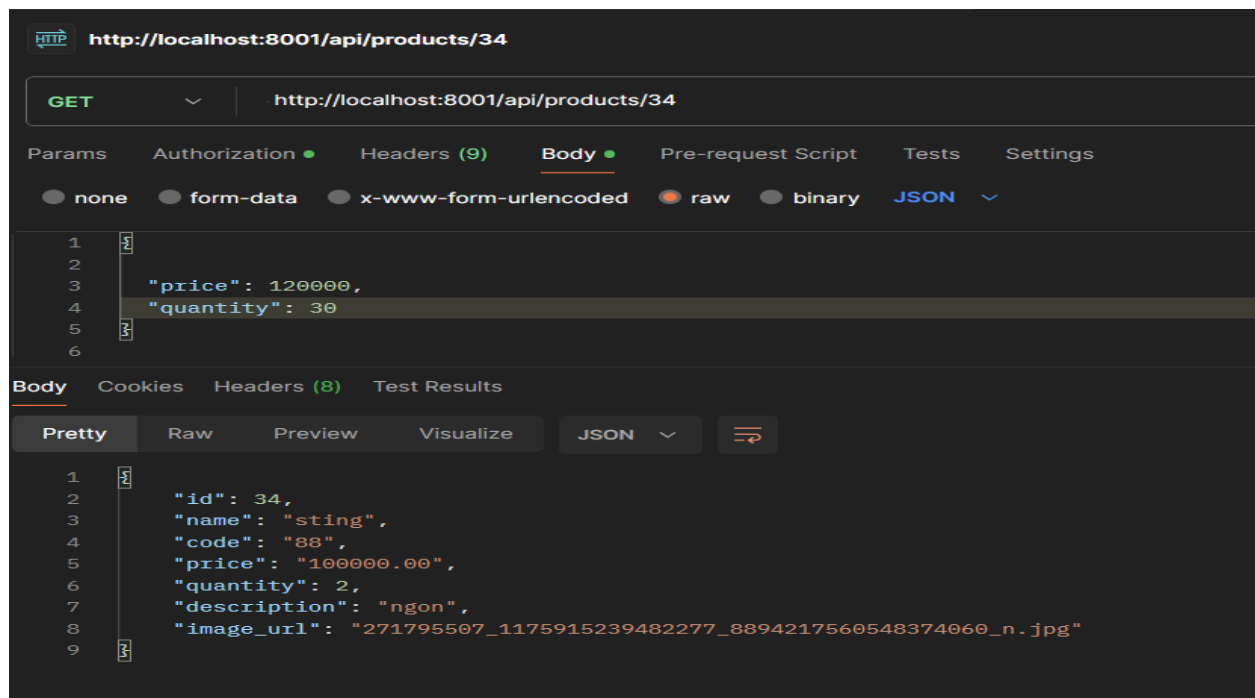 HTTP http://localhost:8001/api/products/34
GET http://localhost:8001/api/products/34
Params Authorization Headers (9) Body Pre-request Script Tests Settings
none form-data x-www-form-urlencoded raw binary JSON
1 {
2
3 "price": 120000,
4 "quantity": 30
5 }
6
Body Cookies Headers (8) Test Results
Pretty Raw Preview Visualize JSON
1 {
2 "id": 34,
3 "name": "sting",
4 "code": "88",
5 "price": "100000.00",
6 "quantity": 2,
7 "description": "ngon",
8 "image_url": "271795507_1175915239482277_8894217560548374060_n.jpg"
9 }